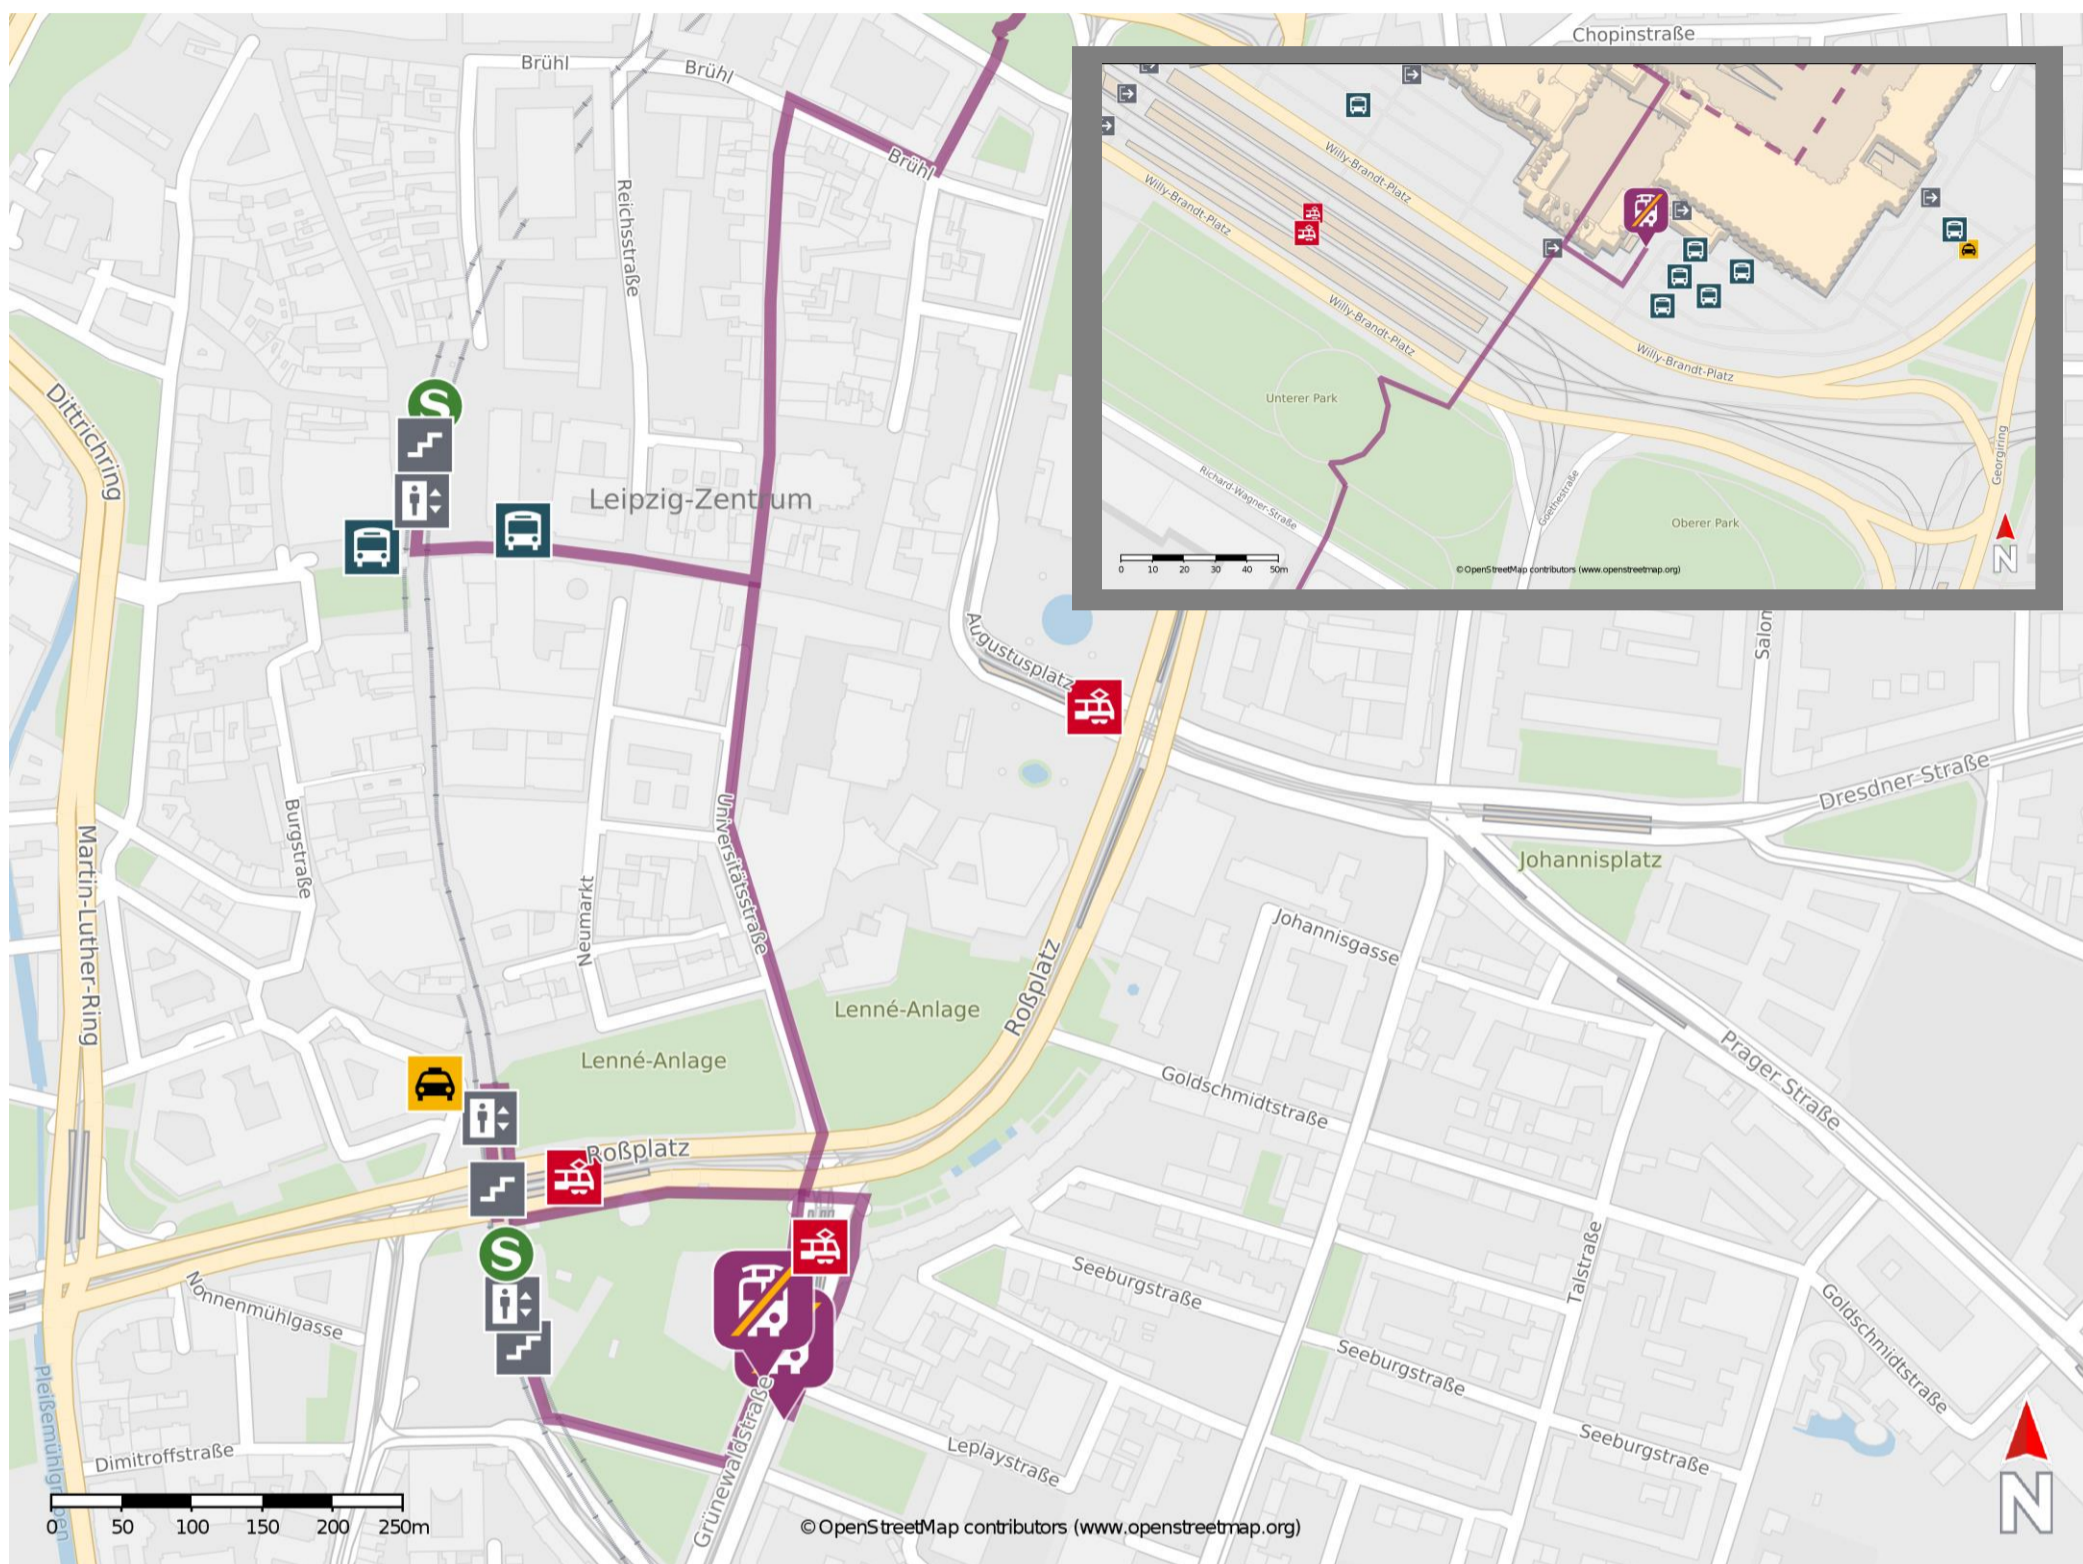 Chopinstraße
Brühl
Brühl
Brühl
Reichsstraße
Dittrichring
Leipzig-Zentrum
Augustusplatz
Salom
Dresdner Straße
Johannisplatz
Martin-Luther-Ring
Burgstraße
Neumarkt
Universitätsstraße
Johannisgasse
Roßplatz
Lenné-Anlage
Lenné-Anlage
Prager Straße
Goldschmidtstraße
Roßplatz
S
S
Nonnenmühlgasse
Seeburgstraße
Talstraße
Goldschmidtstraße
Seeburgstraße
Seeburgstraße
Pleißemühlgraben
Dimitroffstraße
Grünewaldstraße
Leplaystraße
0 50 100 150 200 250m
© OpenStreetMap contributors (www.openstreetmap.org)
N
Willy-Brandt-Platz
Willy-Brandt-Platz
Willy-Brandt-Platz
Willy-Brandt-Platz
Unterer Park
Georgiring
Richard-Wagner-Straße
Goethestraße
Oberer Park
0 10 20 30 40 50m
© OpenStreetMap contributors (www.openstreetmap.org)
N